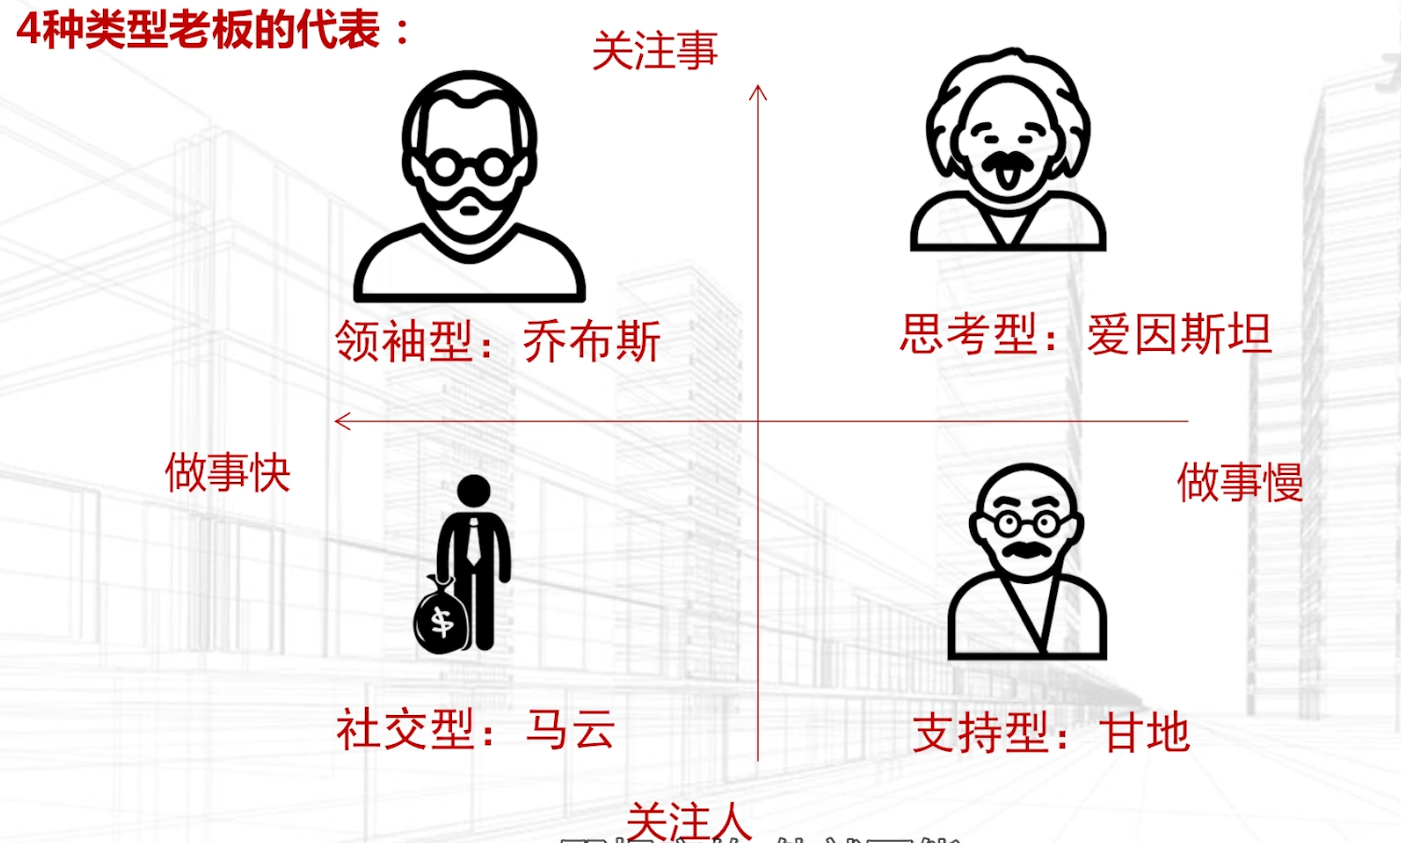 4种类型老板的代表：
关注事
领袖型：乔布斯
思考型：爱因斯坦
做事快
做事慢
$
社交型：马云
支持型：甘地
关注人